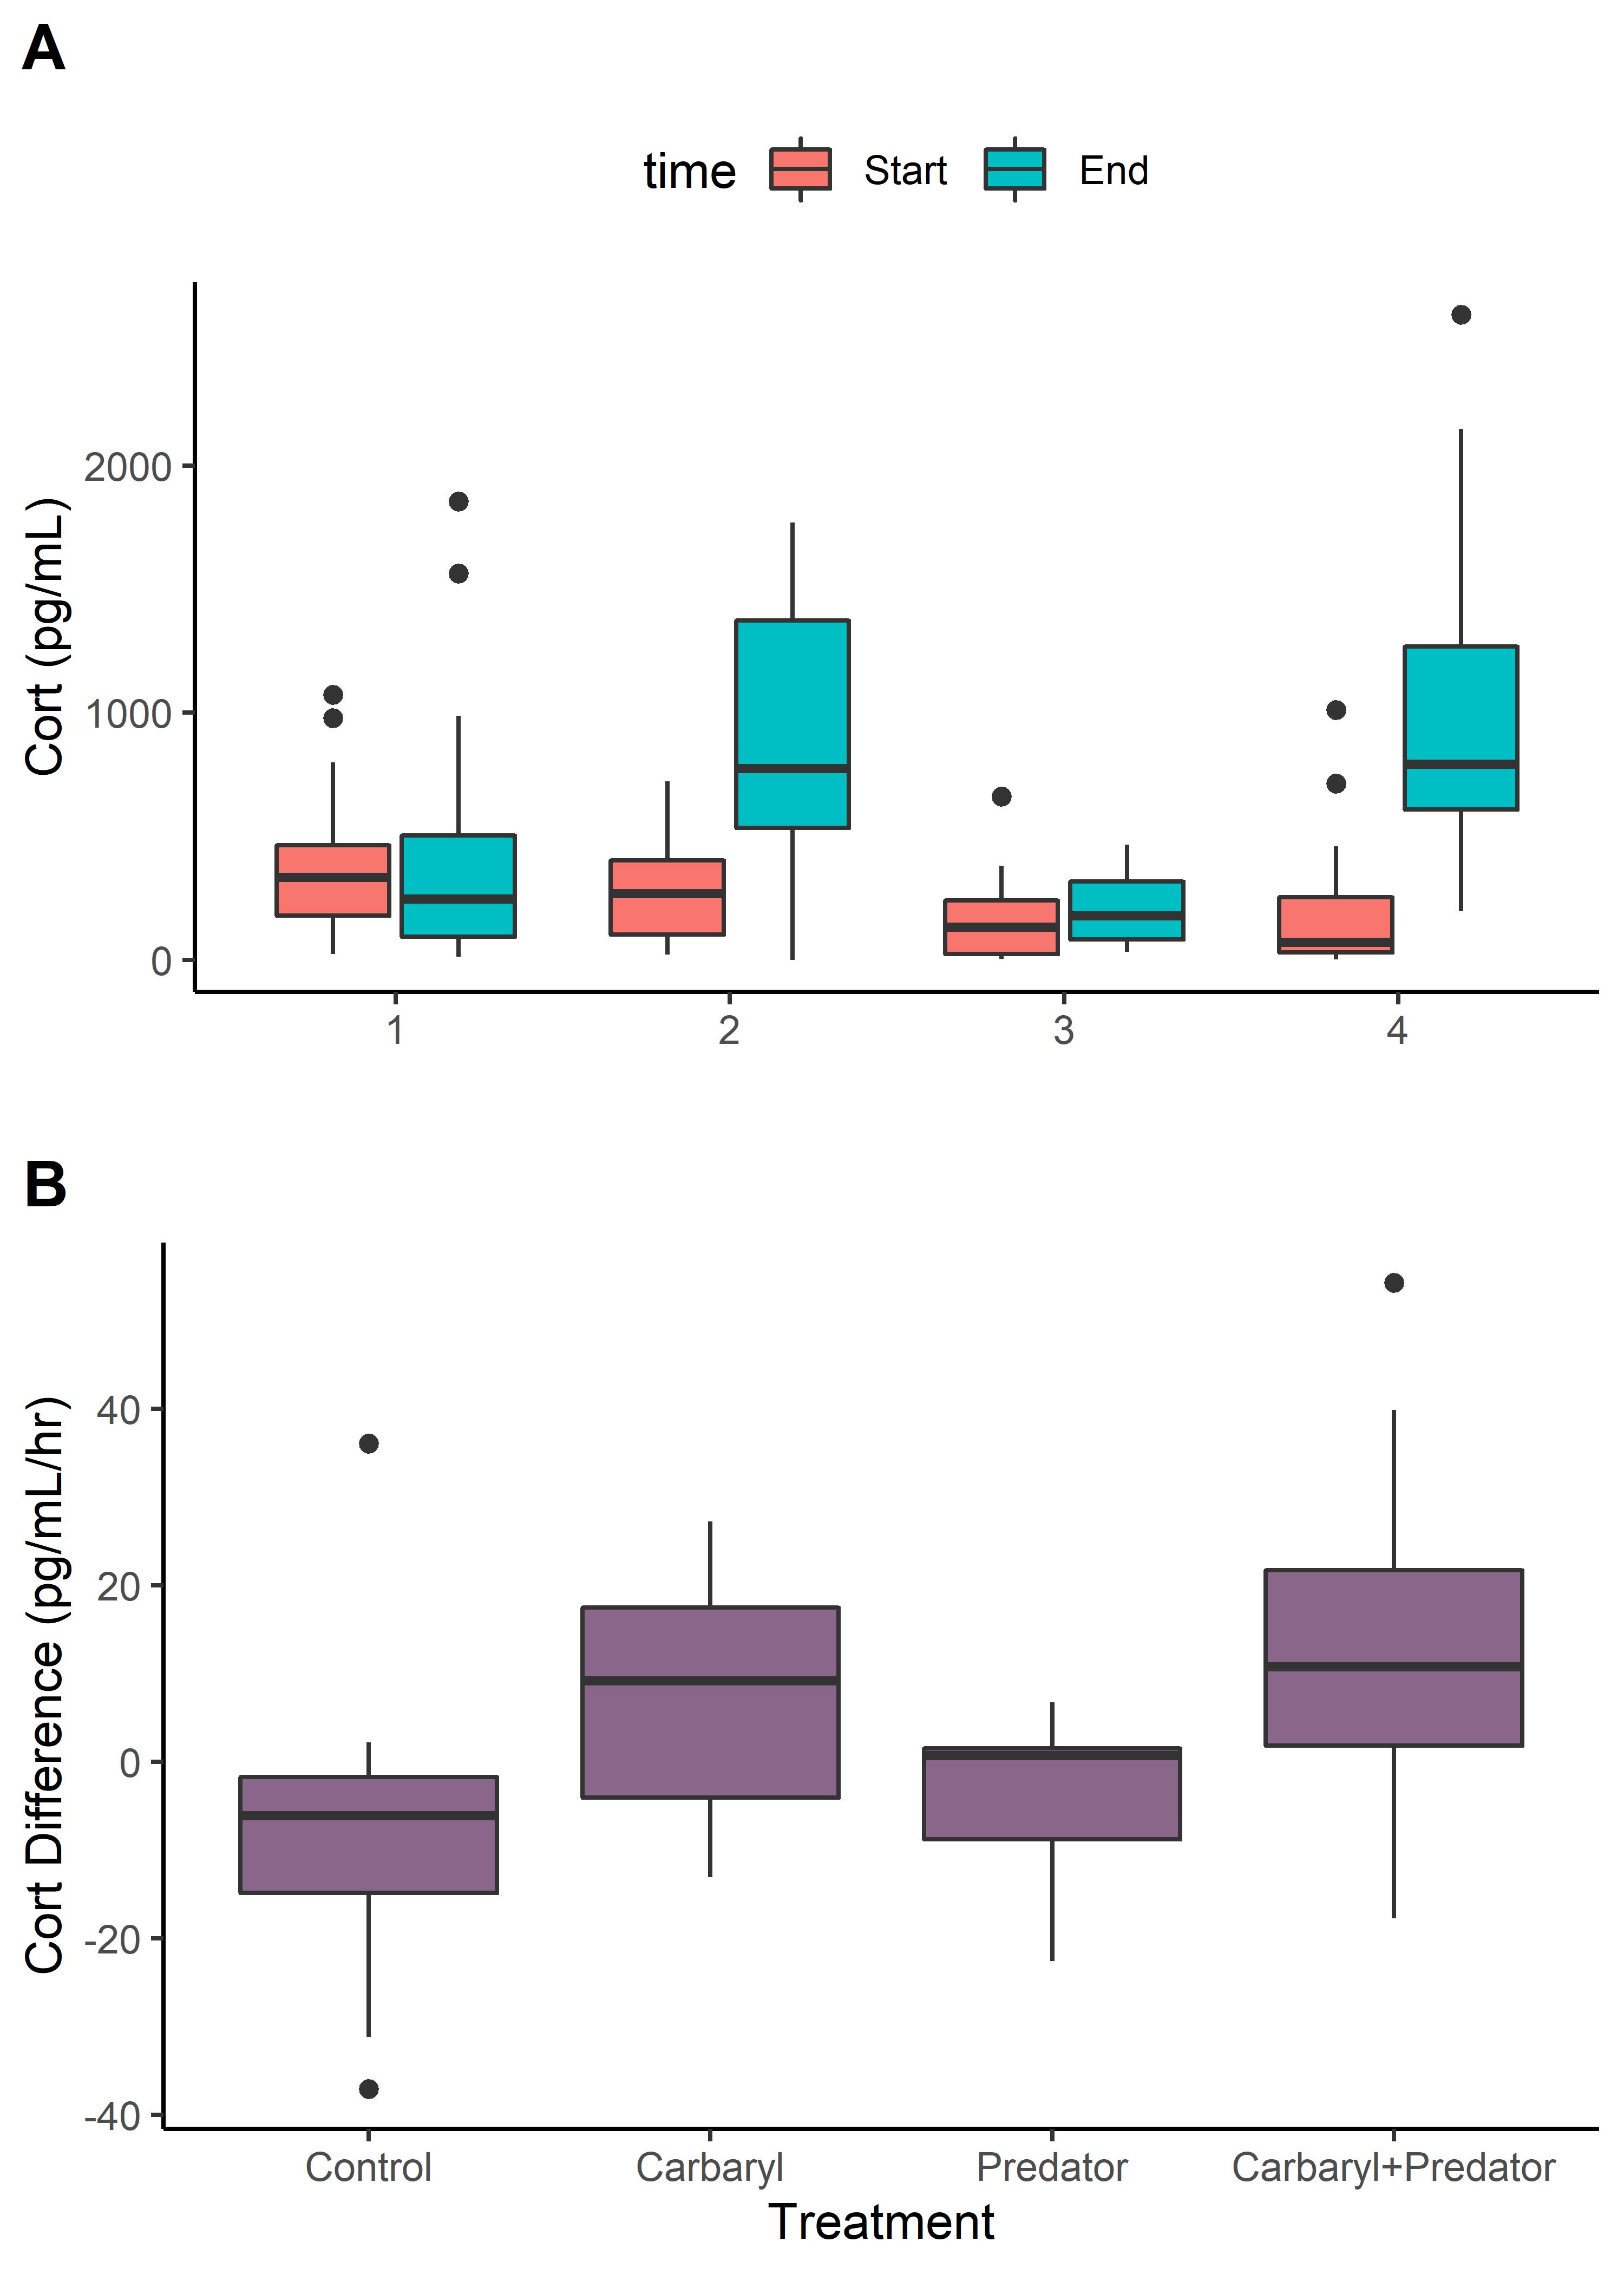 A
time Start End
Cort (pg/mL)
2000
1000
0
1 2 3 4
B
Cort Difference (pg/mL/hr)
40
20
0
-20
-40
Control Carbaryl Predator Carbaryl+Predator
Treatment